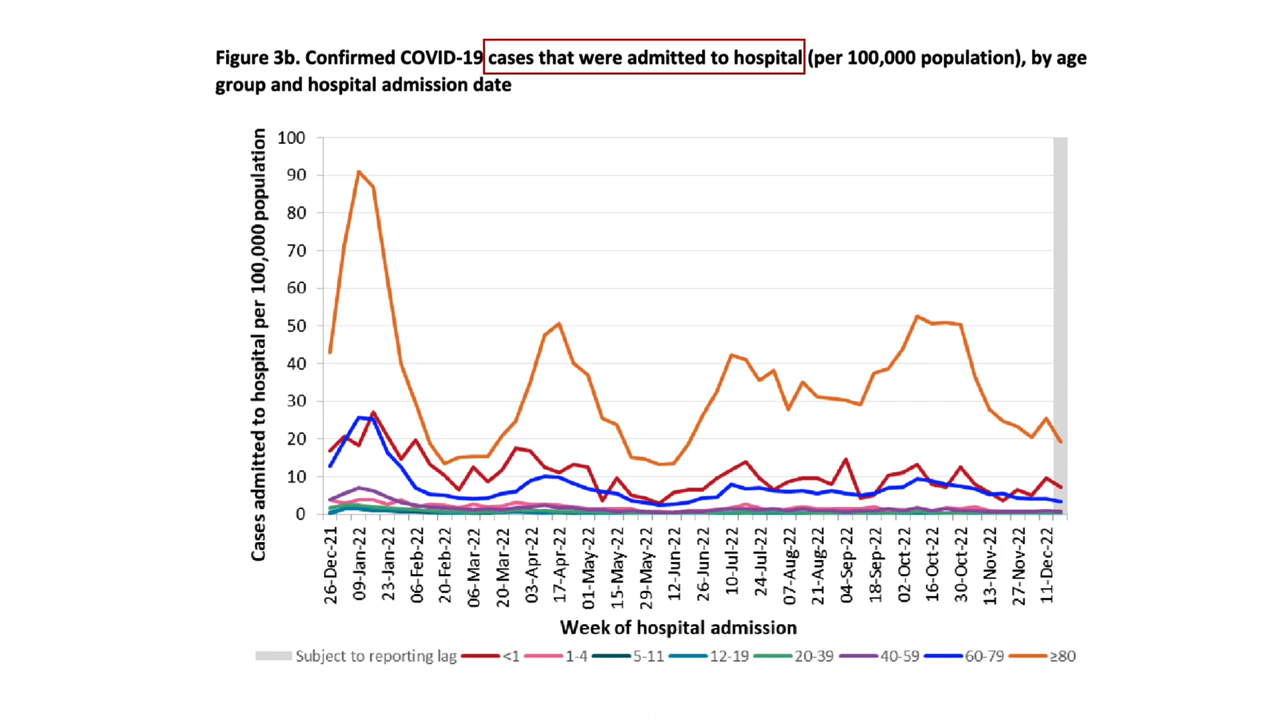 Figure 3b. Confirmed COVID-19 cases that were admitted to hospital (per 100,000 population), by age
group and hospital admission date
Cases admitted to hospital per 100,000 population
100
90
80
70
60
50
40
30
20
10
0
26-Dec-21
09-Jan-22
23-Jan-22
06-Feb-22
20-Feb-22
06-Mar-22
20-Mar-22
03-Apr-22
17-Apr-22
01-May-22
15-May-22
29-May-22
12-Jun-22
26-Jun-22
10-Jul-22
24-Jul-22
07-Aug-22
21-Aug-22
04-Sep-22
18-Sep-22
02-Oct-22
16-Oct-22
30-Oct-22
13-Nov-22
27-Nov-22
11-Dec-22
Week of hospital admission
Subject to reporting lag <1 1-4 5-11 12-19 20-39 40-59 60-79 ≥80